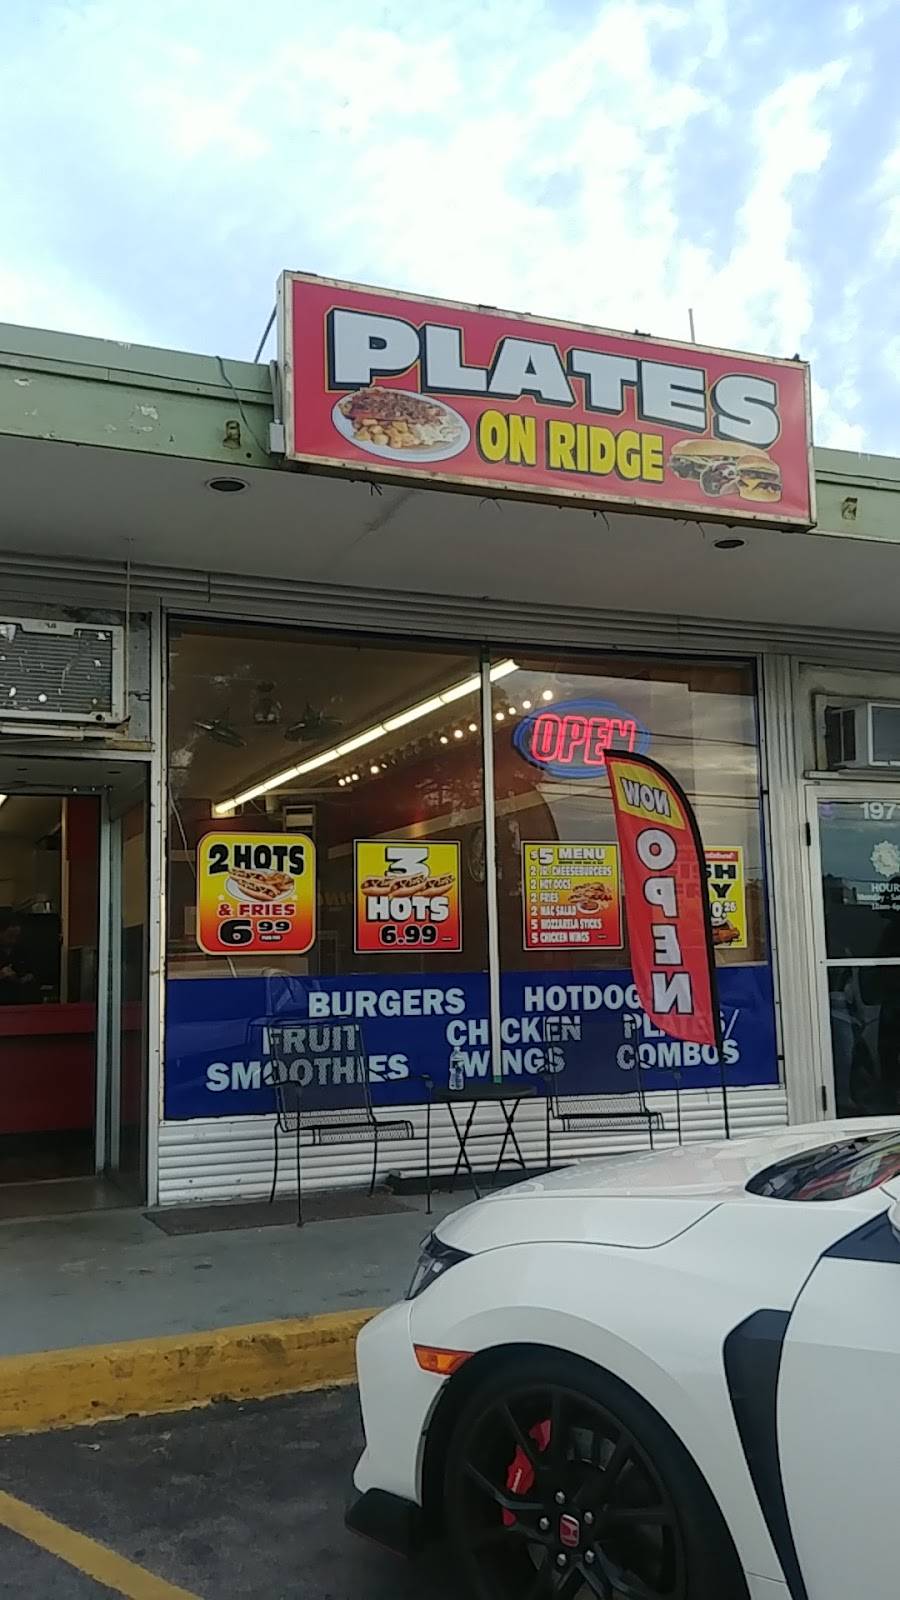 PLATES
ON RIDGE
OPEN
NOW
OPEN
2 HOTS
& FRIES
6 99
3
HOTS
6.99
$5 MENU
2 JR. CHEESEBURGERS
2 HOT DOGS
2 FRIES
2 MAC SALAD
5 MOZZARELLA STICKS
5 CHICKEN WINGS
197
HOURS
BURGERS
HOTDOGS
FRUIT
SMOOTHIES
CHICKEN
WINGS
PLATES/
COMBOS